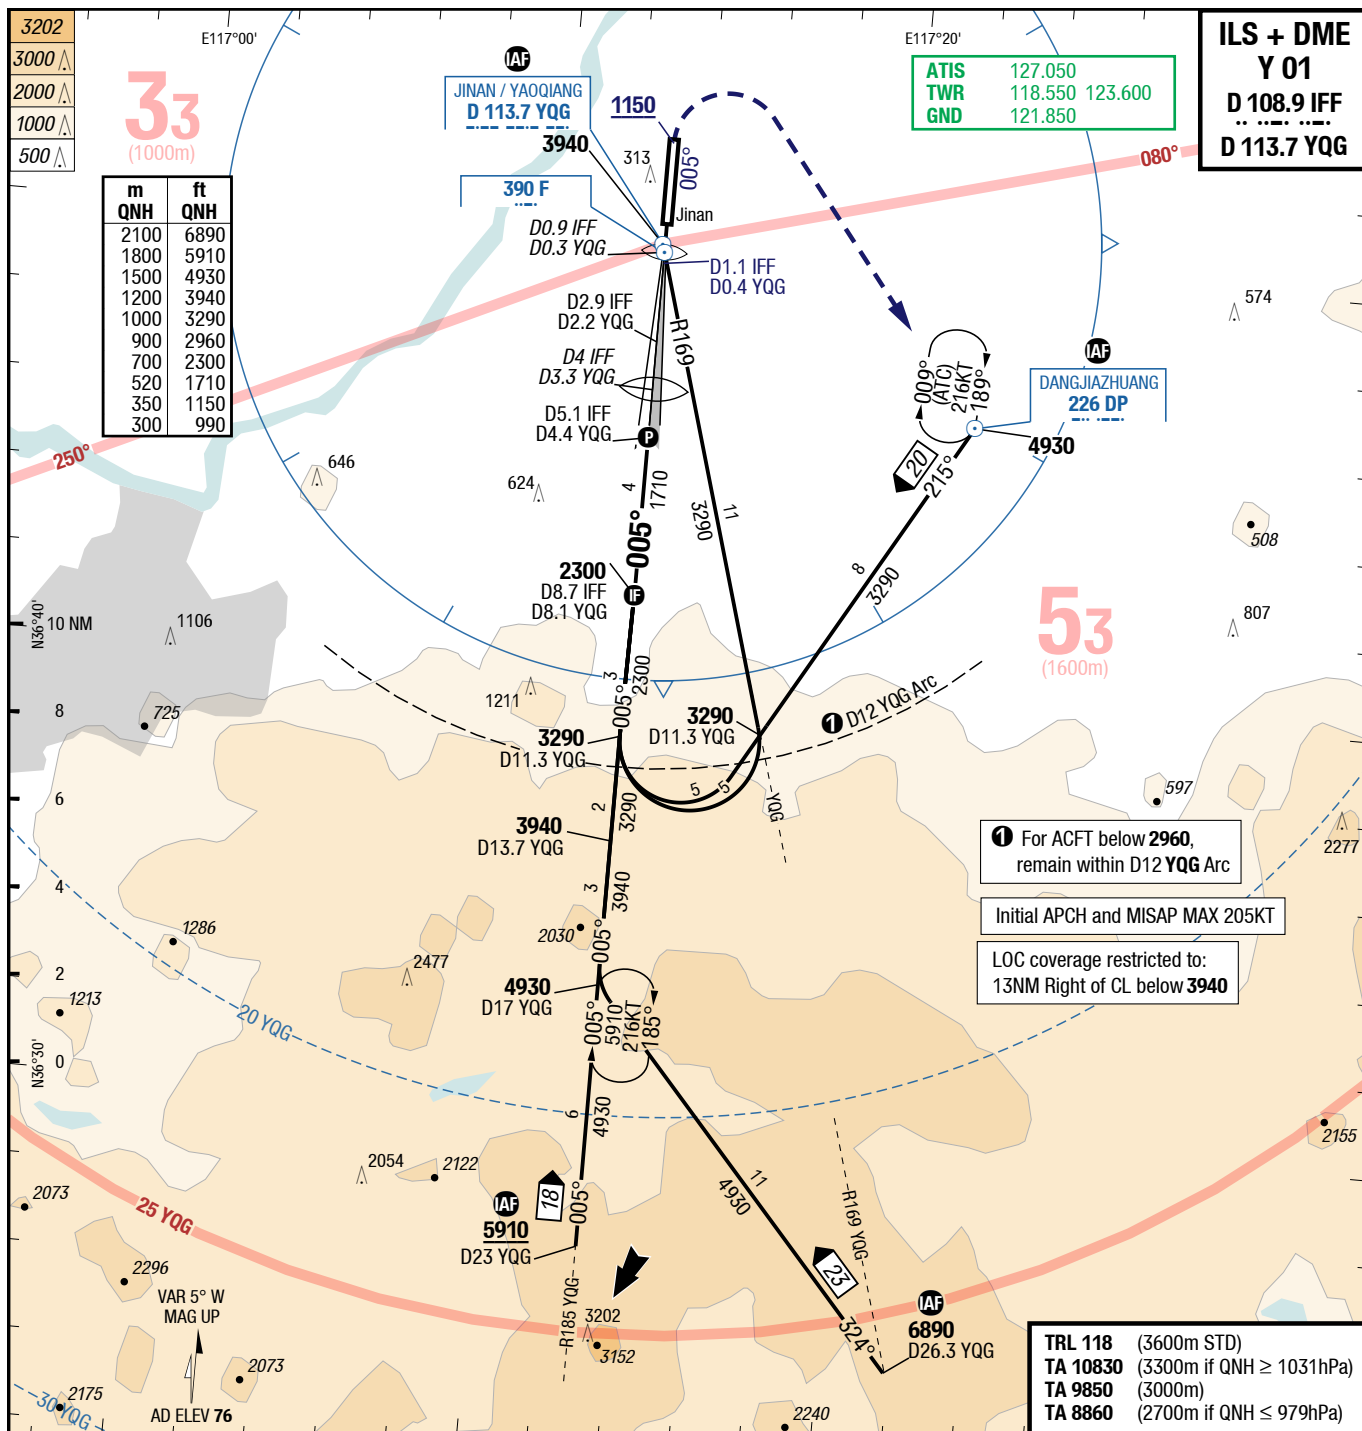 3202
3000
2000
1000
500
33
(1000m)
m ft
QNH QNH
2100 6890
1800 5910
1500 4930
1200 3940
1000 3290
900 2960
700 2300
520 1710
350 1150
300 990
E117°00'
E117°20'
IAF
JINAN / YAOQIANG
D 113.7 YQG
3940
390 F
1150
313
005°
Jinan
ATIS 127.050
TWR 118.550 123.600
GND 121.850
ILS + DME
Y 01
D 108.9 IFF
D 113.7 YQG
080°
250°
D0.9 IFF
D0.3 YQG
D1.1 IFF
D0.4 YQG
D2.9 IFF
D2.2 YQG
R169
D4 IFF
D3.3 YQG
D5.1 IFF
D4.4 YQG
P
574
IAF
DANGJIAZHUANG
226 DP
4930
009°
(ATC)
216KT
189°
20
215°
646
624
4
1710
11
3290
005°
508
8
3290
2300
D8.7 IFF
D8.1 YQG
IF
N36°40'
10 NM
1106
807
53
(1600m)
3
2300
1211
005°
725
8
3290
D11.3 YQG
3290
D11.3 YQG
1 D12 YQG Arc
5
5
YQG
6
597
2
3290
3940
D13.7 YQG
2277
1 For ACFT below 2960,
remain within D12 YQG Arc
4
3
3940
Initial APCH and MISAP MAX 205KT
1286
2030
005°
LOC coverage restricted to:
13NM Right of CL below 3940
2477
2
4930
D17 YQG
1213
20 YQG
005°
5910
216KT
185°
N36°30'
0
6
4930
2155
2054
2122
11
4930
R169 YQG
2073
25 YQG
IAF
5910
D23 YQG
18
005°
23
2296
R185 YQG
3202
3152
IAF
6890
D26.3 YQG
324°
VAR 5° W
MAG UP
2073
2175
30 YQG
AD ELEV 76
2240
TRL 118 (3600m STD)
TA 10830 (3300m if QNH ≥ 1031hPa)
TA 9850 (3000m)
TA 8860 (2700m if QNH ≤ 979hPa)